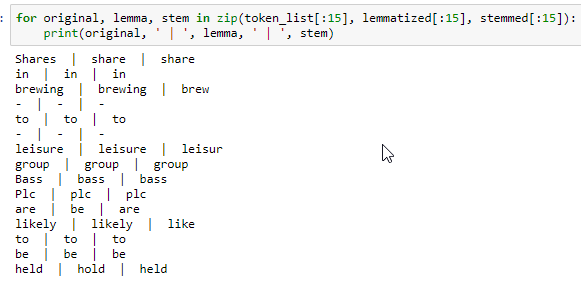 : for original, lemma, stem in zip(token_list[:15], lemmatized[:15], stemmed[:15]):
    print(original, ' | ', lemma, ' | ', stem)
Shares  |  share  |  share
in  |  in  |  in
brewing  |  brewing  |  brew
-  |  -  |  -
to  |  to  |  to
-  |  -  |  -
leisure  |  leisure  |  leisur
group  |  group  |  group
Bass  |  bass  |  bass
Plc  |  plc  |  plc
are  |  be  |  are
likely  |  likely  |  like
to  |  to  |  to
be  |  be  |  be
held  |  hold  |  held